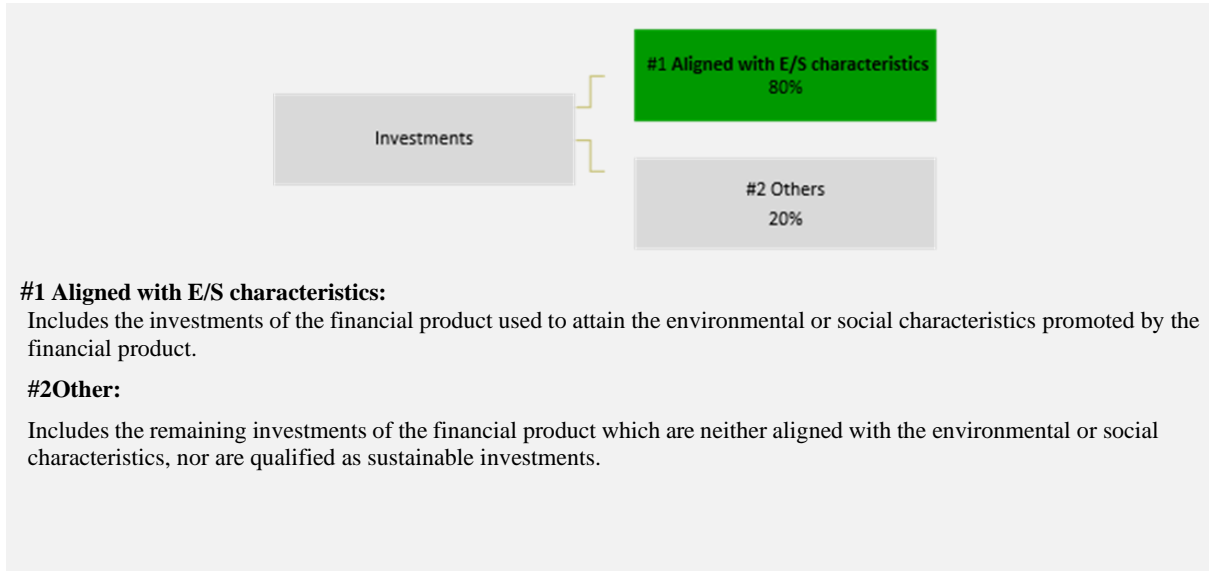 #1 Aligned with E/S characteristics
80%
Investments
#2 Others
20%
#1 Aligned with E/S characteristics:
Includes the investments of the financial product used to attain the environmental or social characteristics promoted by the
financial product.
#2Other:
Includes the remaining investments of the financial product which are neither aligned with the environmental or social
characteristics, nor are qualified as sustainable investments.